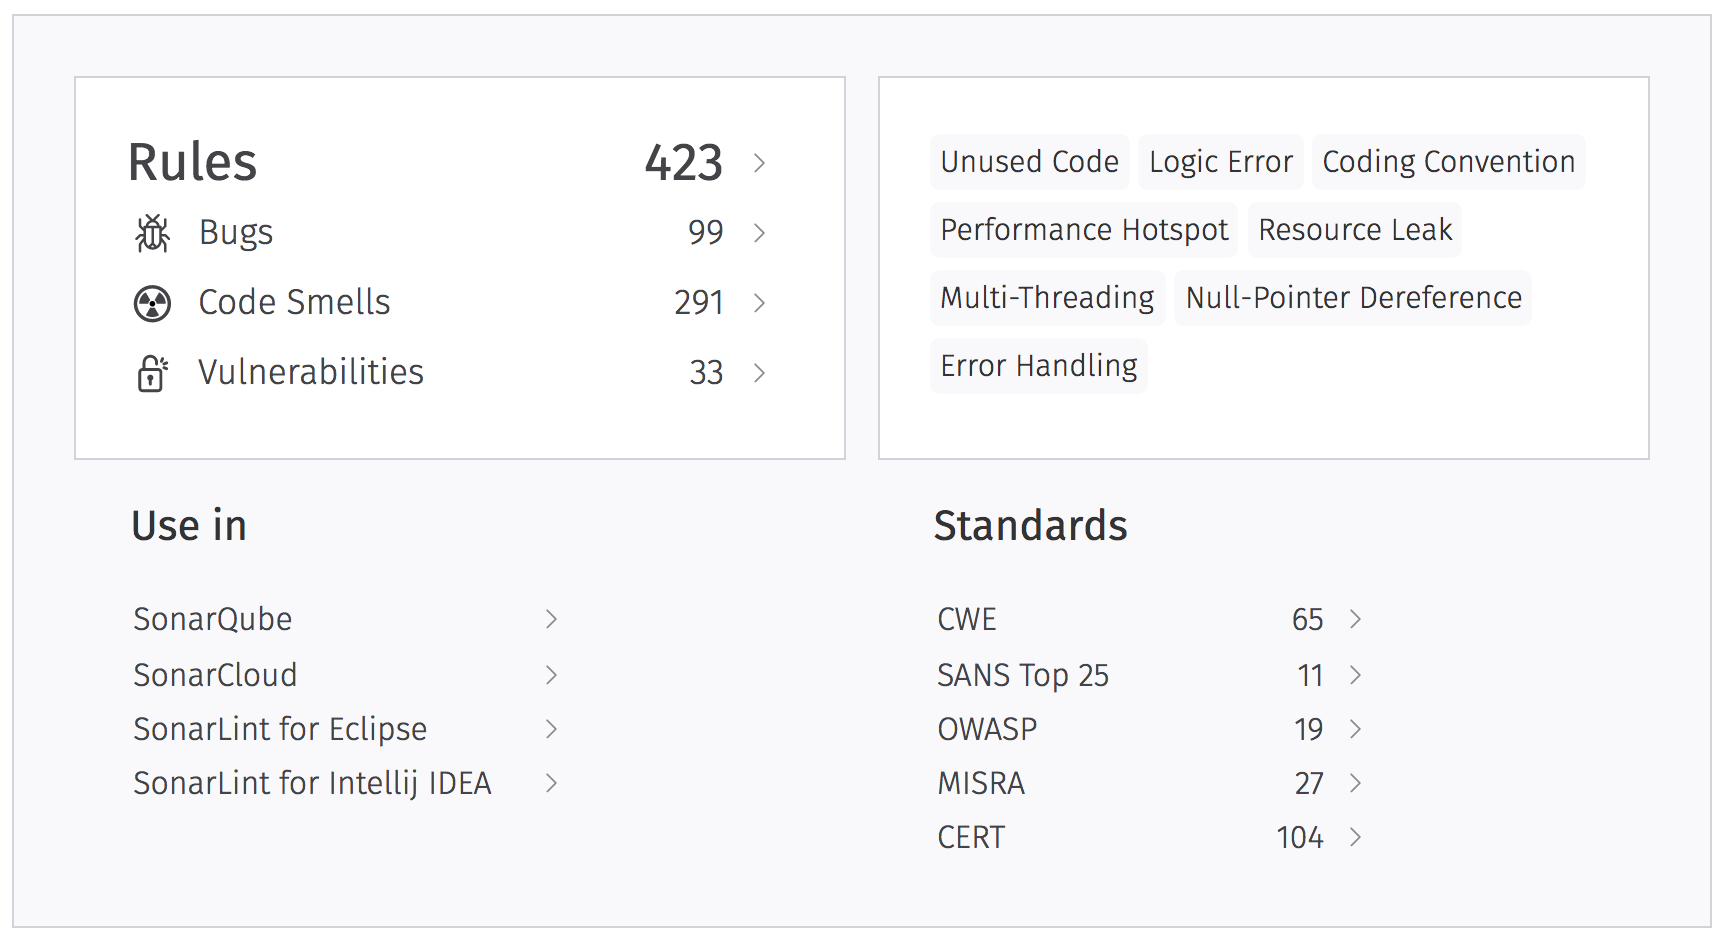 Rules 423
Bugs 99
Code Smells 291
Vulnerabilities 33
Unused Code Logic Error Coding Convention
Performance Hotspot Resource Leak
Multi-Threading Null-Pointer Dereference
Error Handling
Use in
SonarQube
SonarCloud
SonarLint for Eclipse
SonarLint for Intellij IDEA
Standards
CWE 65
SANS Top 25 11
OWASP 19
MISRA 27
CERT 104